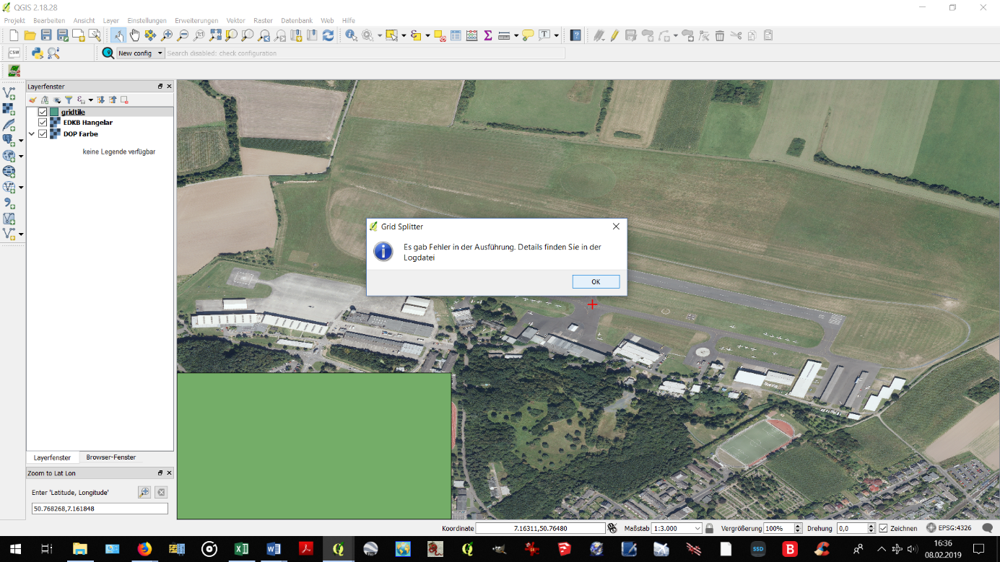 QGIS 2.18.28
Projekt Bearbeiten Ansicht Layer Einstellungen Erweiterungen Vektor Raster Datenbank Web Hilfe
CSW New config Search disabled: check configuration
Layerfenster
gridtile
EDKB Hangelar
DOP Farbe
keine Legende verfügbar
Grid Splitter
Es gab Fehler in der Ausführung. Details finden Sie in der
Logdatei
OK
Layerfenster Browser-Fenster
Zoom to Lat Lon
Enter 'Latitude, Longitude'
50.768268,7.161848
Koordinate 7.16311,50.76480 Maßstab 1:3.000 Vergrößerung 100% Drehung 0,0 Zeichnen EPSG:4326
SSD B
16:36
08.02.2019